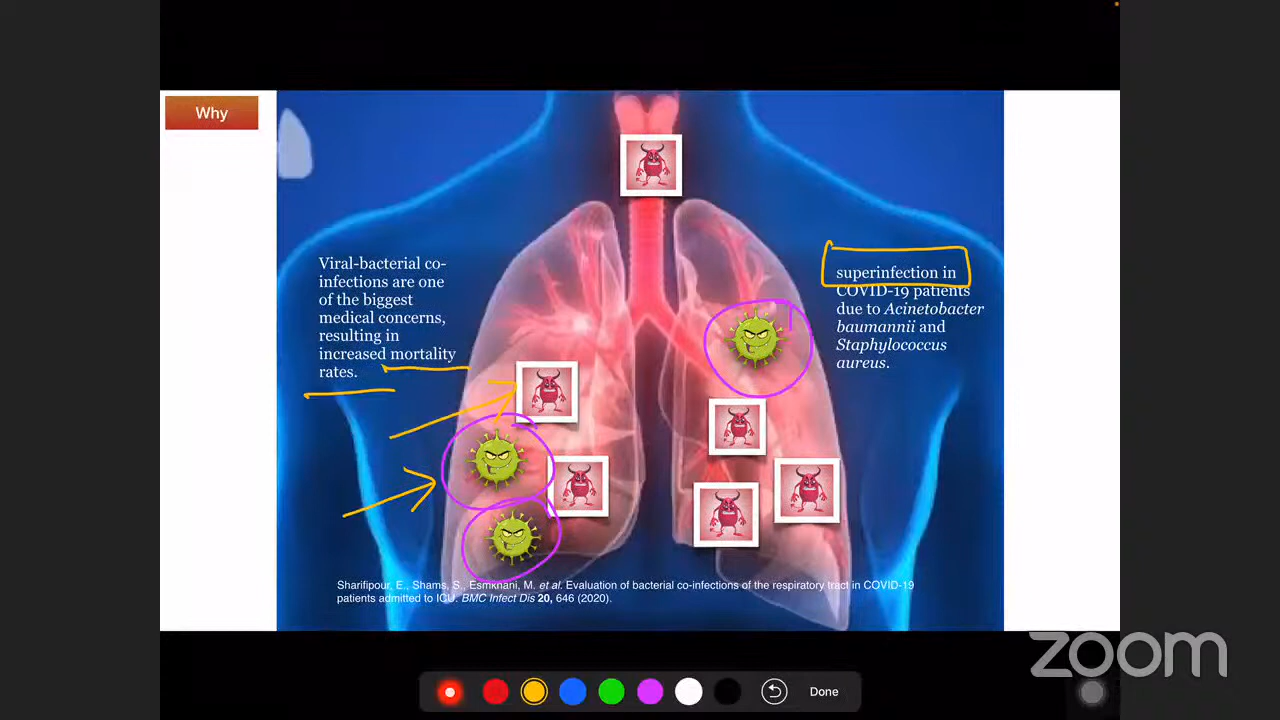 Why
Viral-bacterial co-
infections are one
of the biggest
medical concerns,
resulting in
increased mortality
rates.
superinfection in
COVID-19 patients
due to Acinetobacter
baumannii and
Staphylococcus
aureus.
Sharifipour, E., Shams, S., Esmkhani, M. et al. Evaluation of bacterial co-infections of the respiratory tract in COVID-19
patients admitted to ICU. BMC Infect Dis 20, 646 (2020).
zoom
Done